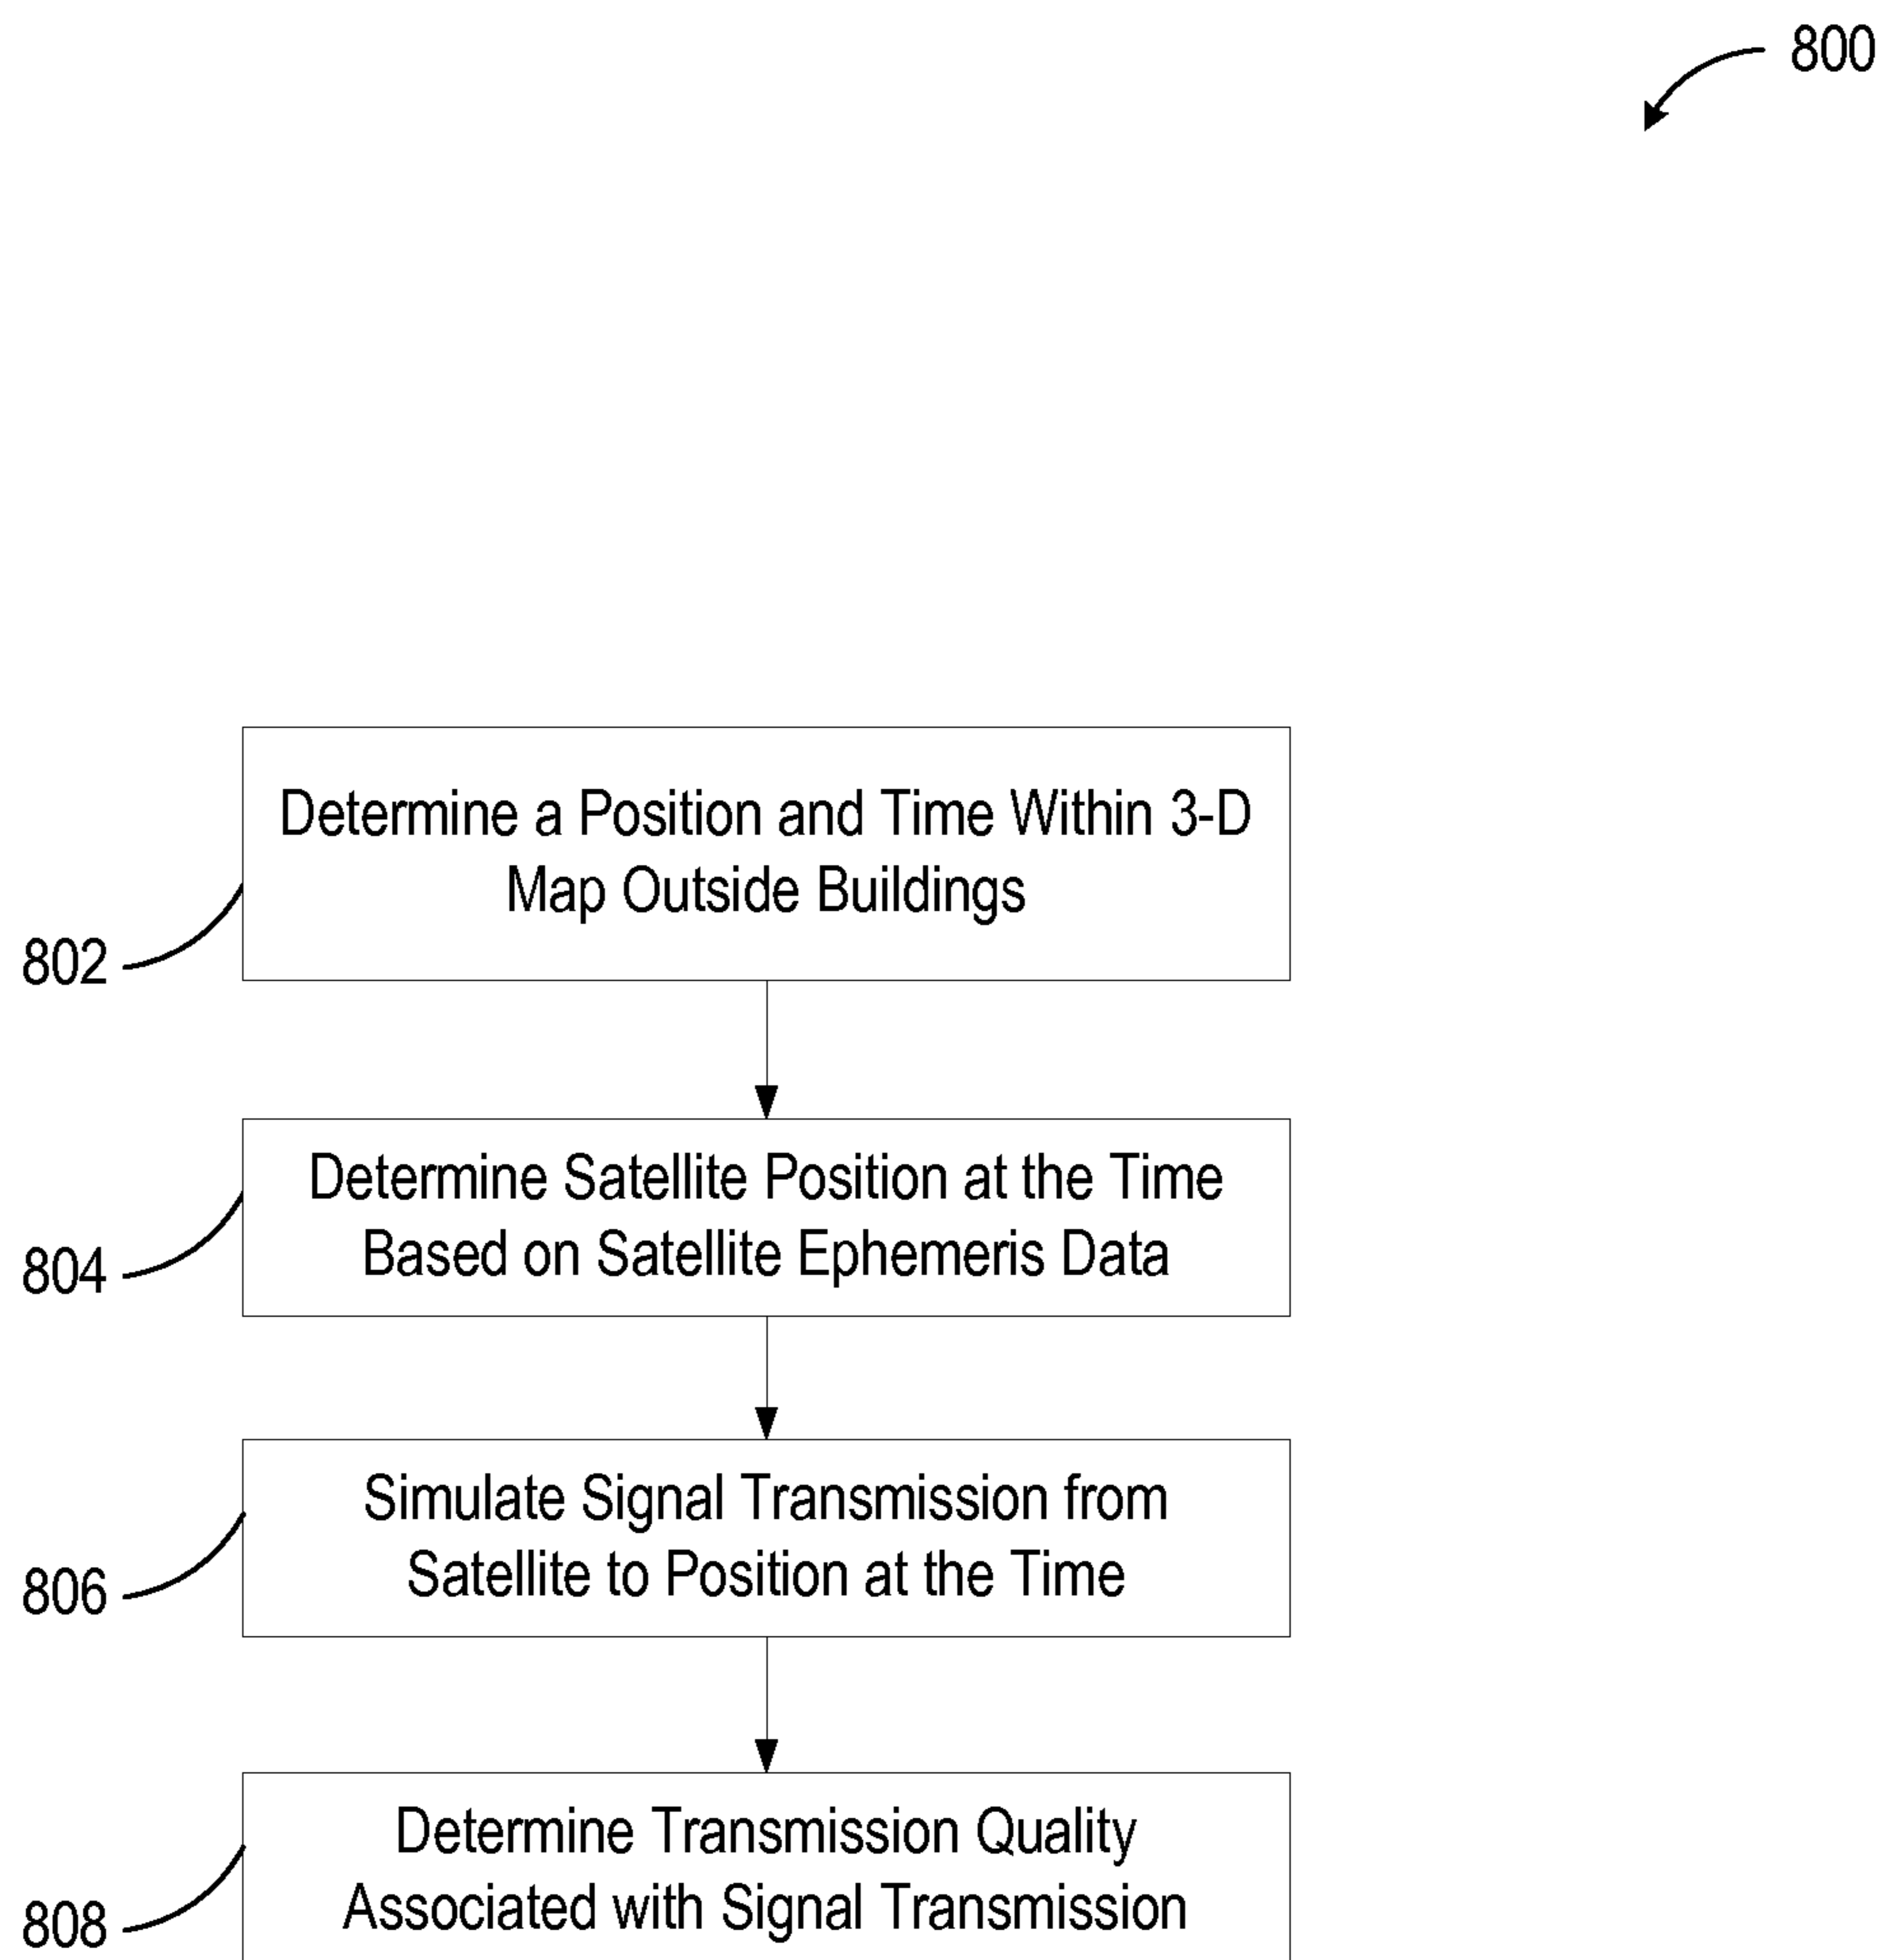 800
Determine a Position and Time Within 3-D
Map Outside Buildings
802
Determine Satellite Position at the Time
Based on Satellite Ephemeris Data
804
Simulate Signal Transmission from
Satellite to Position at the Time
806
Determine Transmission Quality
Associated with Signal Transmission
808